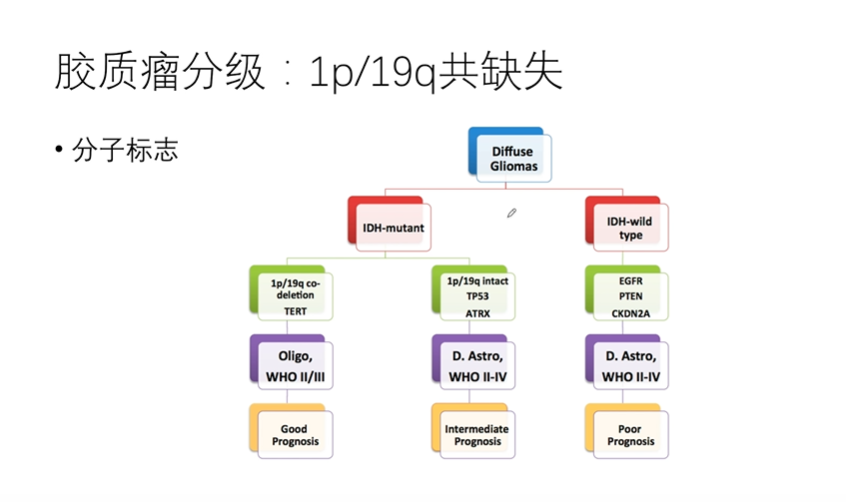 胶质瘤分级：1p/19q共缺失
• 分子标志
Diffuse
Gliomas
IDH-mutant
IDH-wild
type
1p/19q co-
deletion
TERT
1p/19q intact
TP53
ATRX
EGFR
PTEN
CKDN2A
Oligo,
WHO II/III
D. Astro,
WHO II-IV
D. Astro,
WHO II-IV
Good
Prognosis
Intermediate
Prognosis
Poor
Prognosis